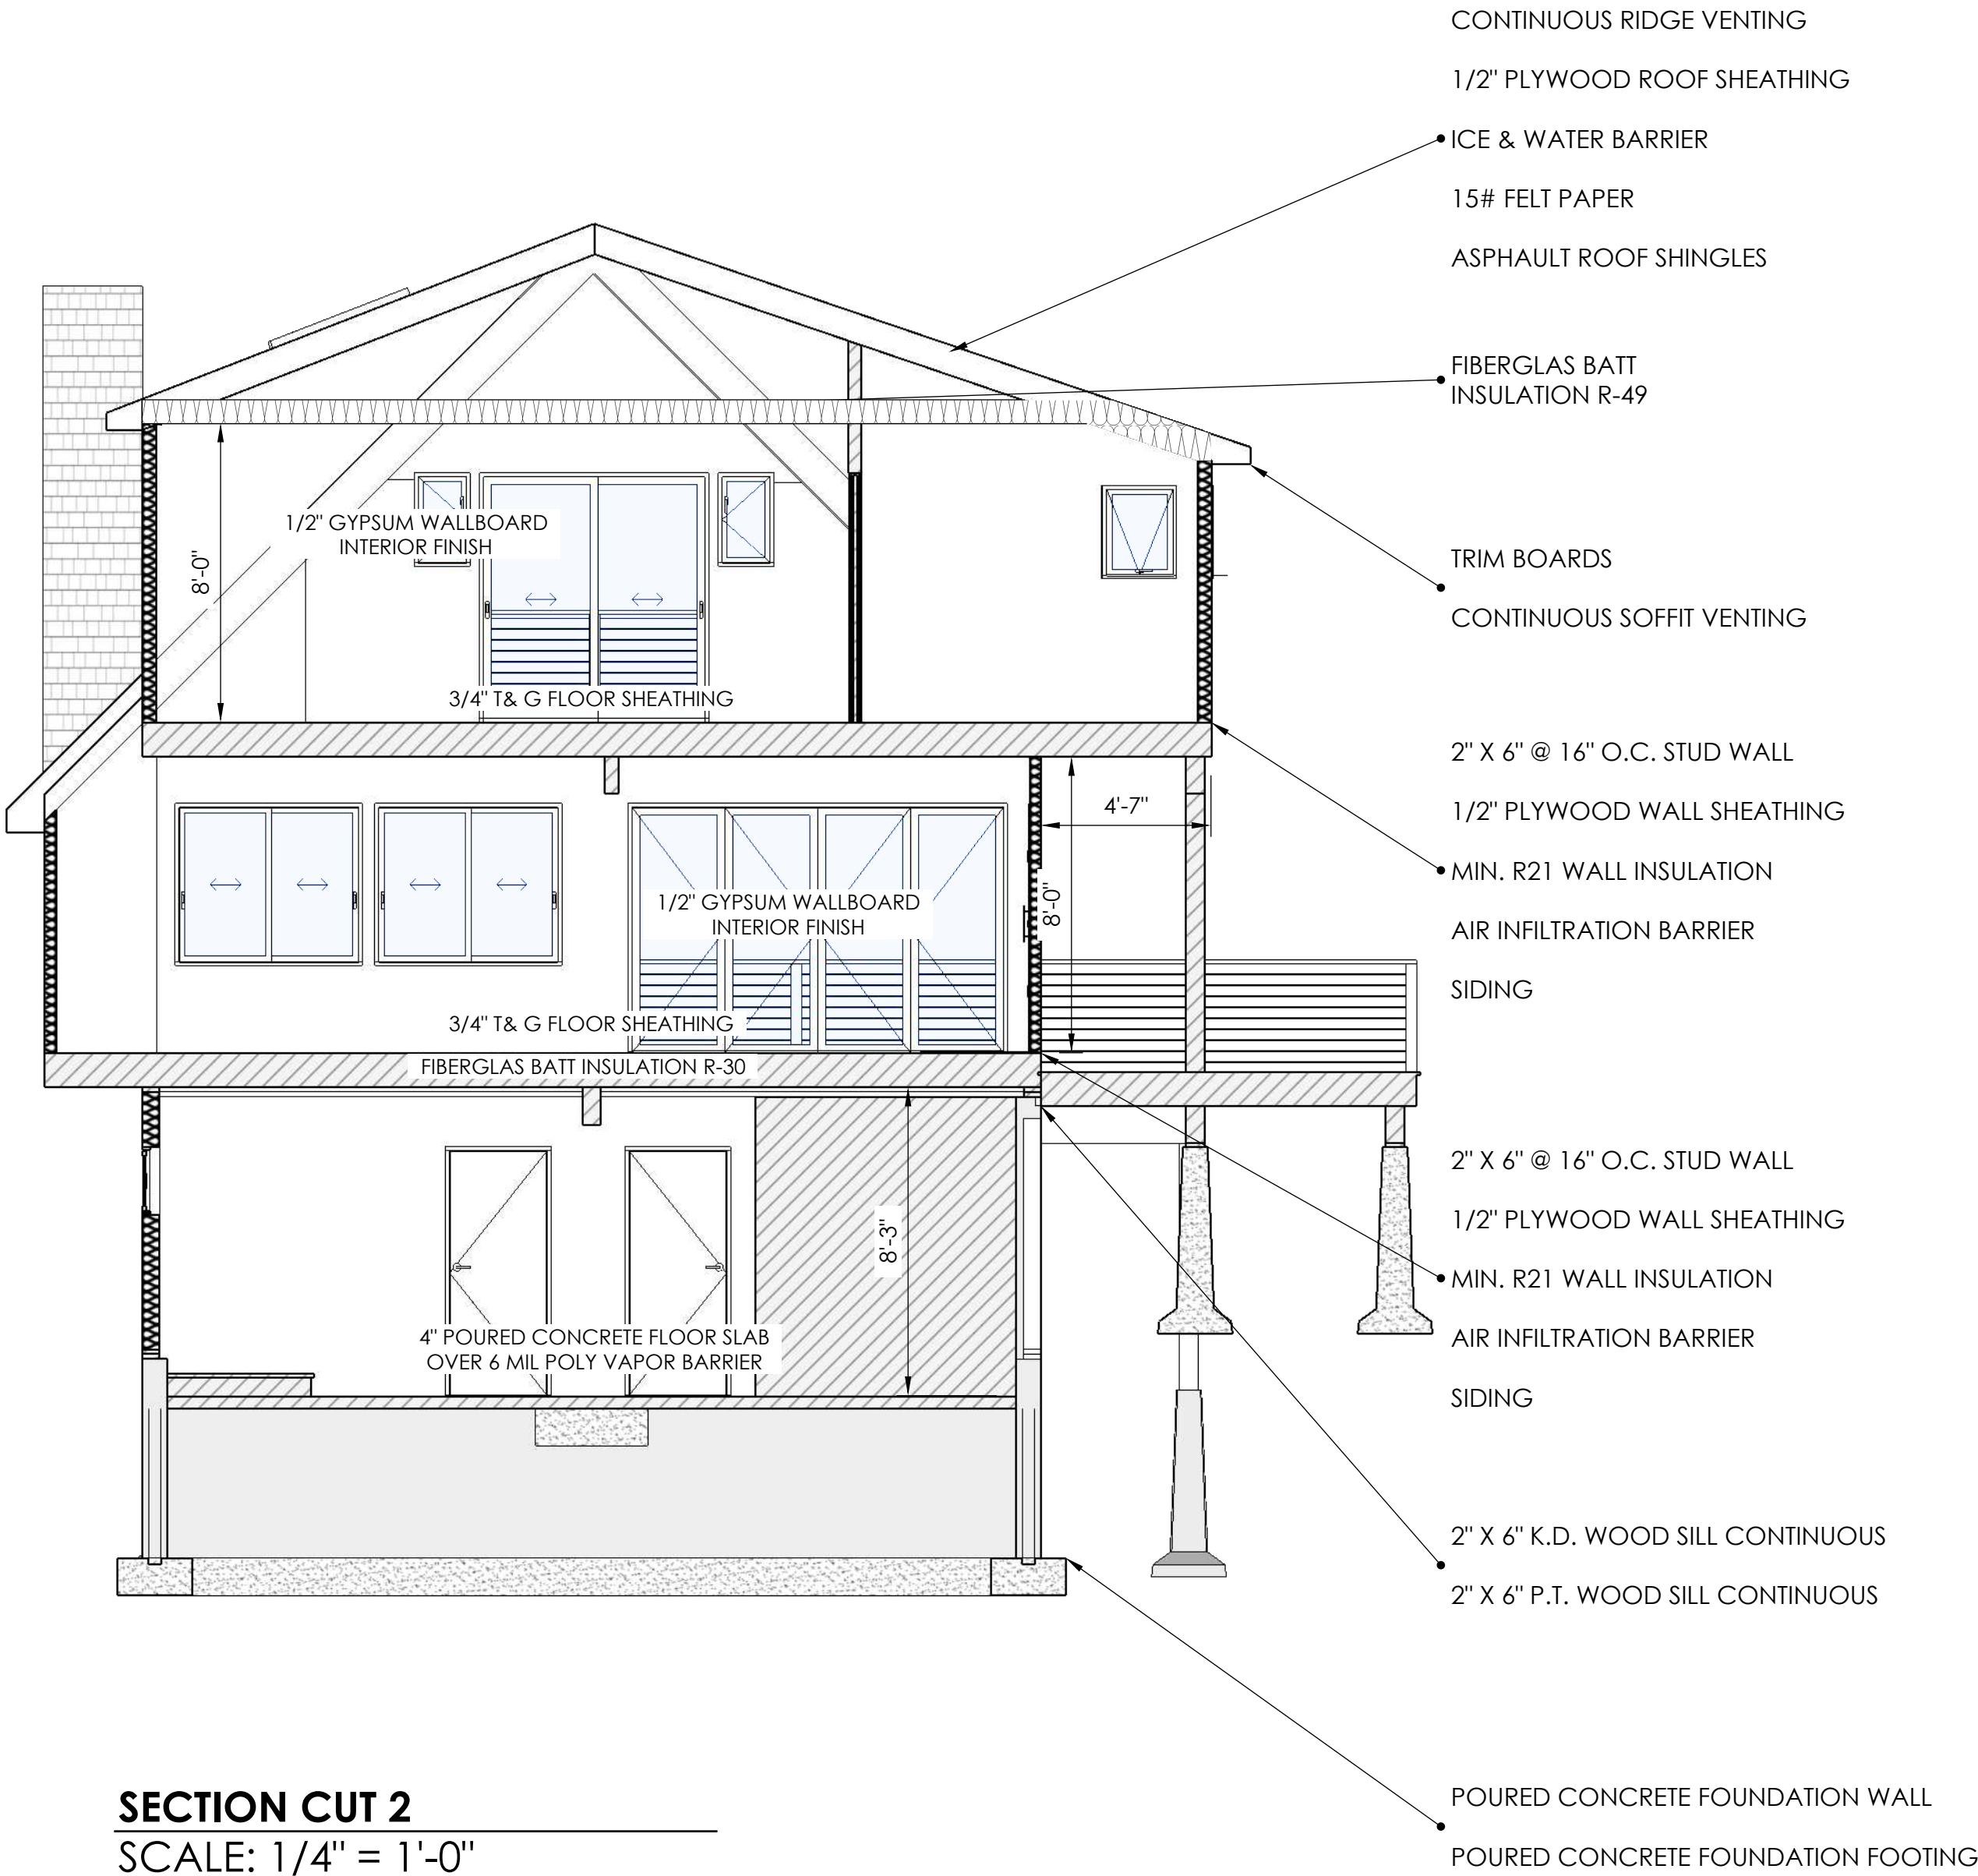 CONTINUOUS RIDGE VENTING
1/2" PLYWOOD ROOF SHEATHING
ICE & WATER BARRIER
15# FELT PAPER
ASPHAULT ROOF SHINGLES
FIBERGLAS BATT
INSULATION R-49
1/2" GYPSUM WALLBOARD
INTERIOR FINISH
8'-0"
TRIM BOARDS
CONTINUOUS SOFFIT VENTING
3/4" T& G FLOOR SHEATHING
2" X 6" @ 16" O.C. STUD WALL
1/2" PLYWOOD WALL SHEATHING
MIN. R21 WALL INSULATION
AIR INFILTRATION BARRIER
SIDING
4'-7"
8'-0"
1/2" GYPSUM WALLBOARD
INTERIOR FINISH
3/4" T& G FLOOR SHEATHING
FIBERGLAS BATT INSULATION R-30
2" X 6" @ 16" O.C. STUD WALL
1/2" PLYWOOD WALL SHEATHING
MIN. R21 WALL INSULATION
AIR INFILTRATION BARRIER
SIDING
8'-3"
4" POURED CONCRETE FLOOR SLAB
OVER 6 MIL POLY VAPOR BARRIER
2" X 6" K.D. WOOD SILL CONTINUOUS
2" X 6" P.T. WOOD SILL CONTINUOUS
POURED CONCRETE FOUNDATION WALL
POURED CONCRETE FOUNDATION FOOTING
SECTION CUT 2
SCALE: 1/4" = 1'-0"